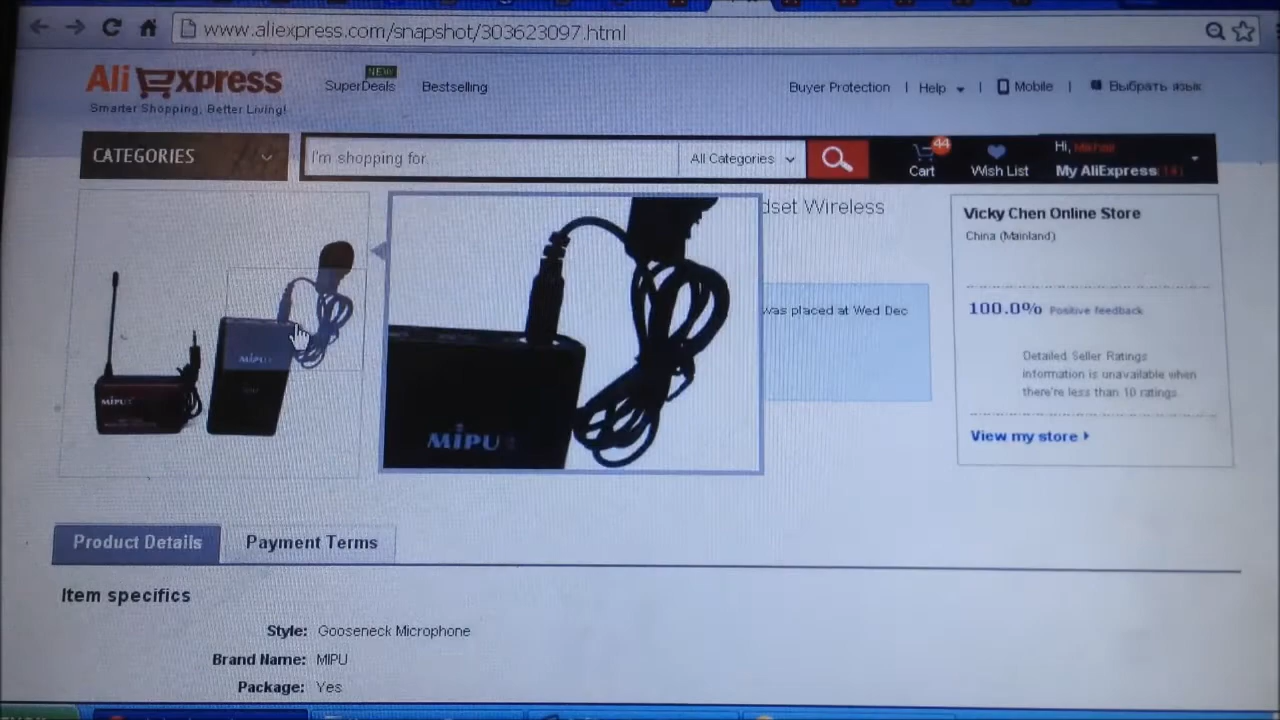 www.aliexpress.com/snapshot/303623097.html
AliExpress
Smarter Shopping, Better Living!
NEW
SuperDeals
Bestselling
Buyer Protection | Help | Mobile | Выбрать язык
CATEGORIES
I'm shopping for
All Categories
44
Cart
Wish List
Hi,
My AliExpress
dset Wireless
Vicky Chen Online Store
China (Mainland)
was placed at Wed Dec
100.0% Positive feedback
Detailed Seller Ratings
information is unavailable when
there're less than 10 ratings.
View my store
MIPU
MIPU
MIPU
Product Details
Payment Terms
Item specifics
Style: Gooseneck Microphone
Brand Name: MIPU
Package: Yes